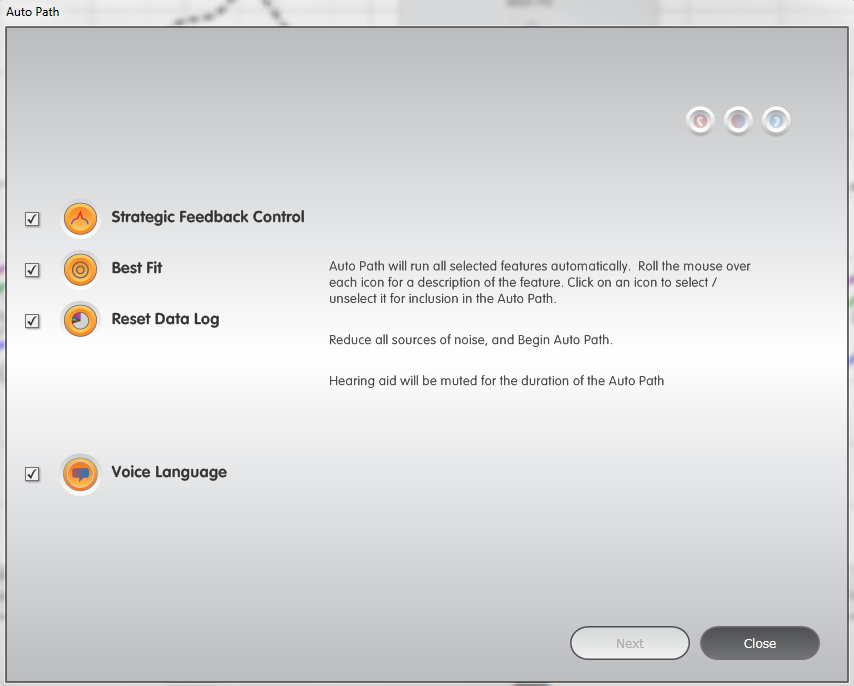 Auto Path
Strategic Feedback Control
Best Fit
Auto Path will run all selected features automatically.  Roll the mouse over
each icon for a description of the feature. Click on an icon to select /
unselect it for inclusion in the Auto Path.
Reset Data Log
Reduce all sources of noise, and Begin Auto Path.
Hearing aid will be muted for the duration of the Auto Path
Voice Language
Next
Close